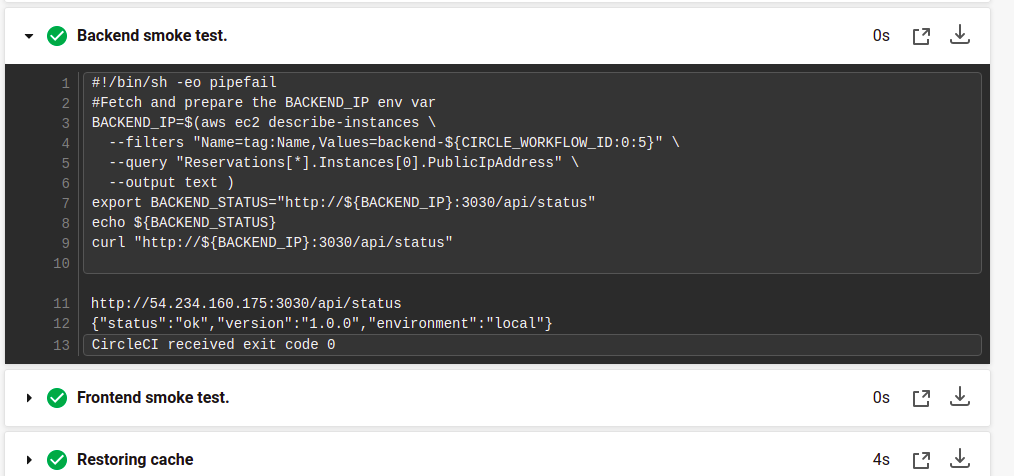 Backend smoke test.
0s
1 #!/bin/sh -eo pipefail
2 #Fetch and prepare the BACKEND_IP env var
3 BACKEND_IP=$(aws ec2 describe-instances \
4   --filters "Name=tag:Name,Values=backend-${CIRCLE_WORKFLOW_ID:0:5}" \
5   --query "Reservations[*].Instances[0].PublicIpAddress" \
6   --output text )
7 export BACKEND_STATUS="http://${BACKEND_IP}:3030/api/status"
8 echo ${BACKEND_STATUS}
9 curl "http://${BACKEND_IP}:3030/api/status"
10
11 http://54.234.160.175:3030/api/status
12 {"status":"ok","version":"1.0.0","environment":"local"}
13 CircleCI received exit code 0
Frontend smoke test.
0s
Restoring cache
4s